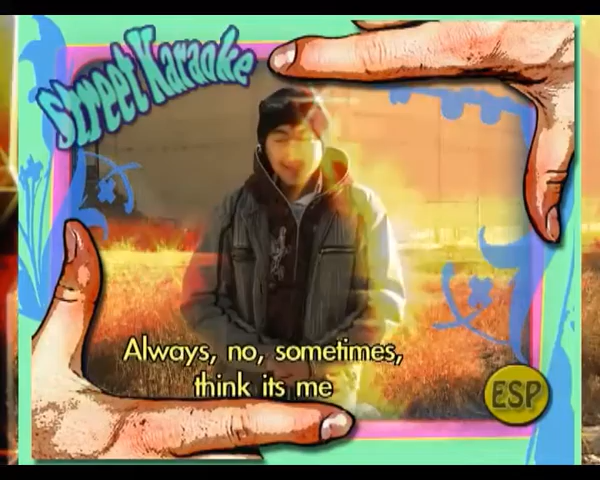 Street Karaoke
Always, no, sometimes,
think its me
ESP